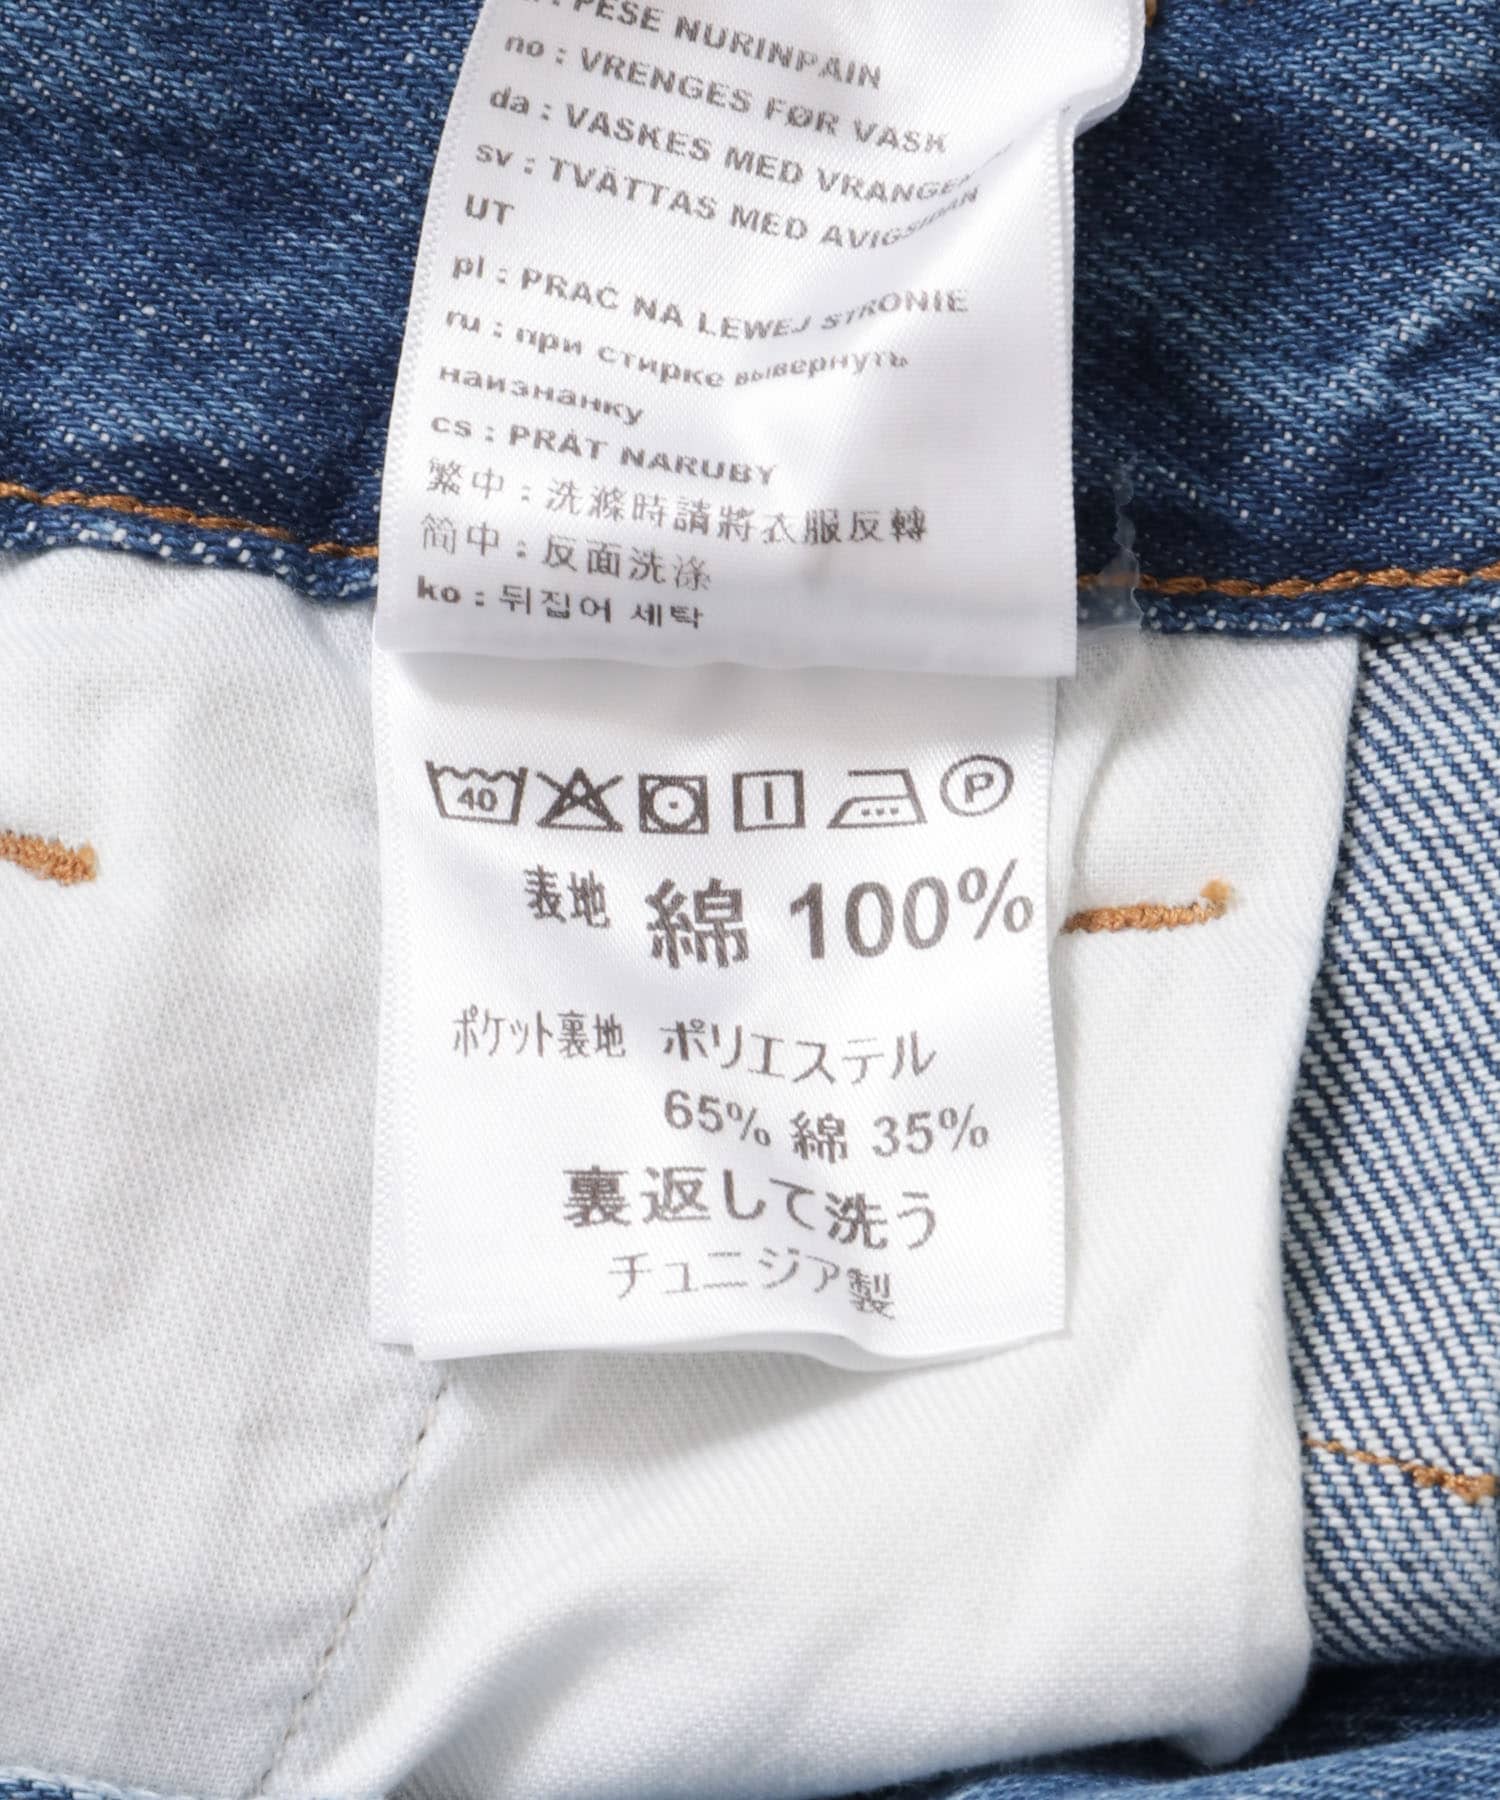 : PESE NURINPAIN
no : VRENGES FØR VASK
da : VASKES MED VRANGEN
sv : TVÄTTAS MED AVIGSIDAN
UT
pl : PRAC NA LEWEJ STRONIE
ru : при стирке вывернуть
наизнанку
cs : PRÁT NARUBY
繁中 : 洗滌時請將衣服反轉
简中 : 反面洗涤
ko : 뒤집어 세탁
40 P
表地 綿 100%
ポケット裏地 ポリエステル
65% 綿 35%
裏返して洗う
チュニジア製